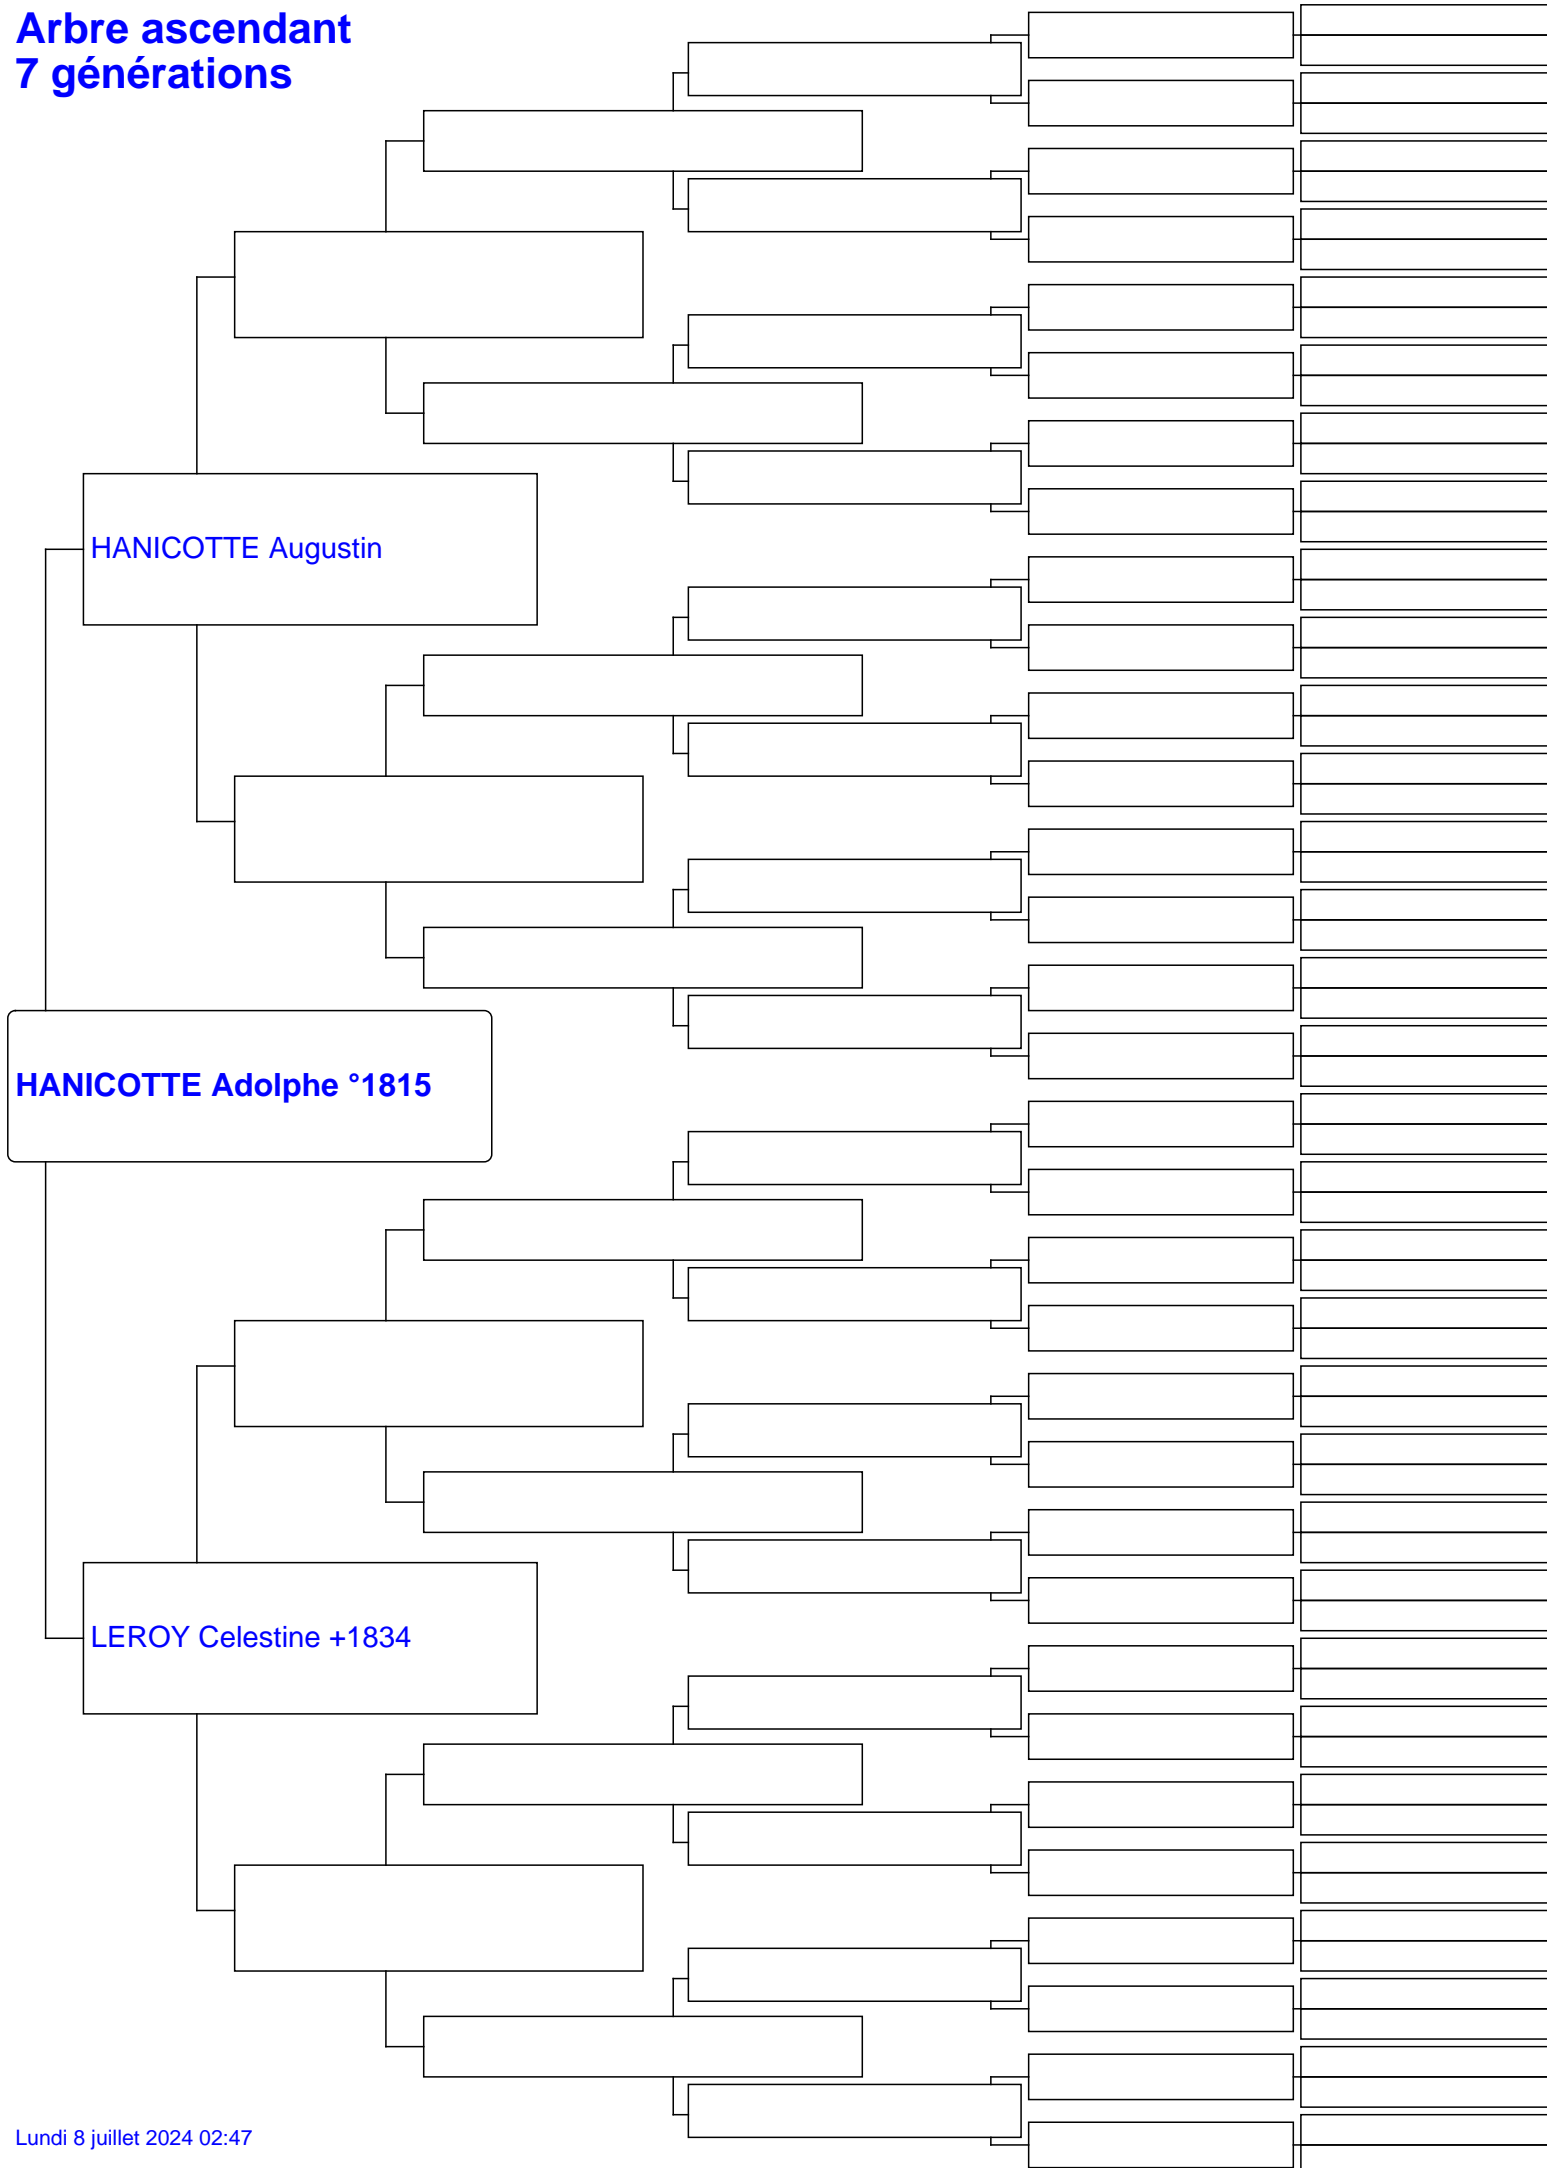 Arbre ascendant
7 générations
HANICOTTE Augustin
HANICOTTE Adolphe °1815
LEROY Celestine +1834
Lundi 8 juillet 2024 02:47